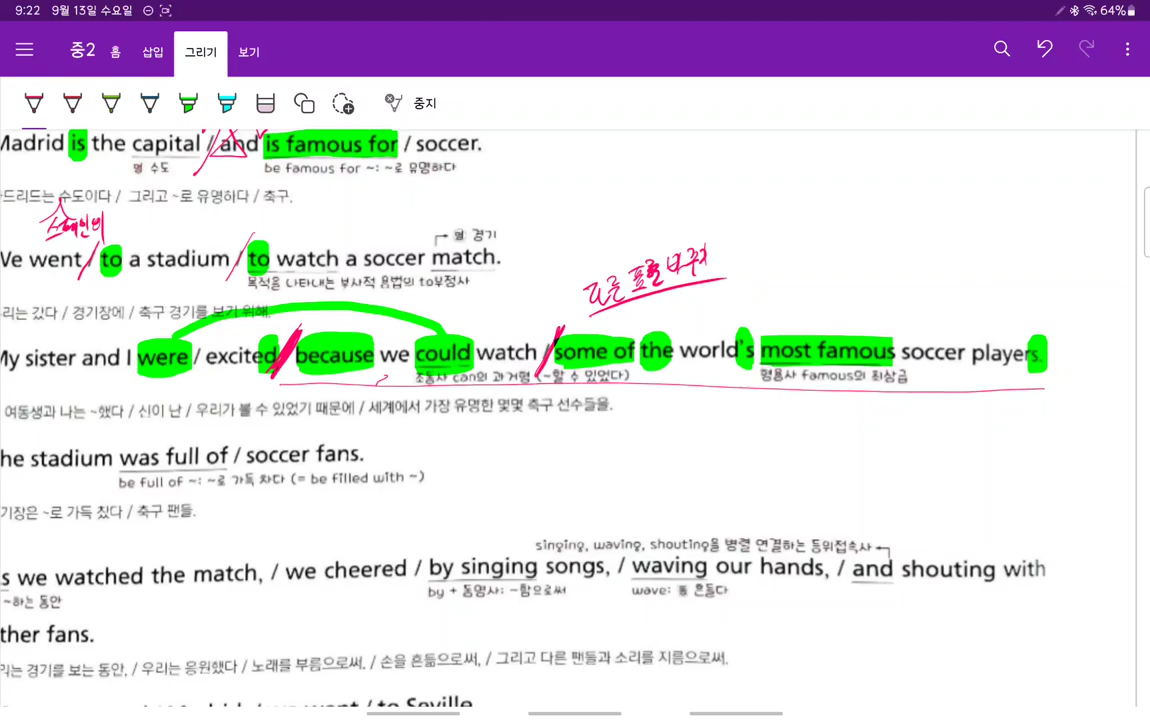 9:22 9월 13일 수요일 64%
중2 홈 삽입 그리기 보기
중지
Madrid is the capital / and is famous for / soccer.
명 수도 be famous for ~: ~로 유명하다
드리드는 수도이다 / 그리고 ~로 유명하다 / 축구.
스페인의
We went / to a stadium / to watch a soccer match.
명 경기
목적을 나타내는 부사적 용법의 to부정사
리는 갔다 / 경기장에 / 축구 경기를 보기 위해.
My sister and I were / excited / because we could watch / some of the world's most famous soccer players.
조동사 can의 과거형 (~할 수 있었다) 형용사 famous의 최상급
여동생과 나는 ~했다 / 신이 난 / 우리가 볼 수 있었기 때문에 / 세계에서 가장 유명한 몇몇 축구 선수들을.
he stadium was full of / soccer fans.
be full of ~: ~로 가득 차다 (= be filled with ~)
기장은 ~로 가득 찼다 / 축구 팬들.
singing, waving, shouting을 병렬 연결하는 등위접속사
s we watched the match, / we cheered / by singing songs, / waving our hands, / and shouting with
~하는 동안 by + 동명사: ~함으로써 wave: 동 흔들다
ther fans.
리는 경기를 보는 동안, / 우리는 응원했다 / 노래를 부름으로써, / 손을 흔듦으로써, / 그리고 다른 팬들과 소리를 지름으로써.
to Seville